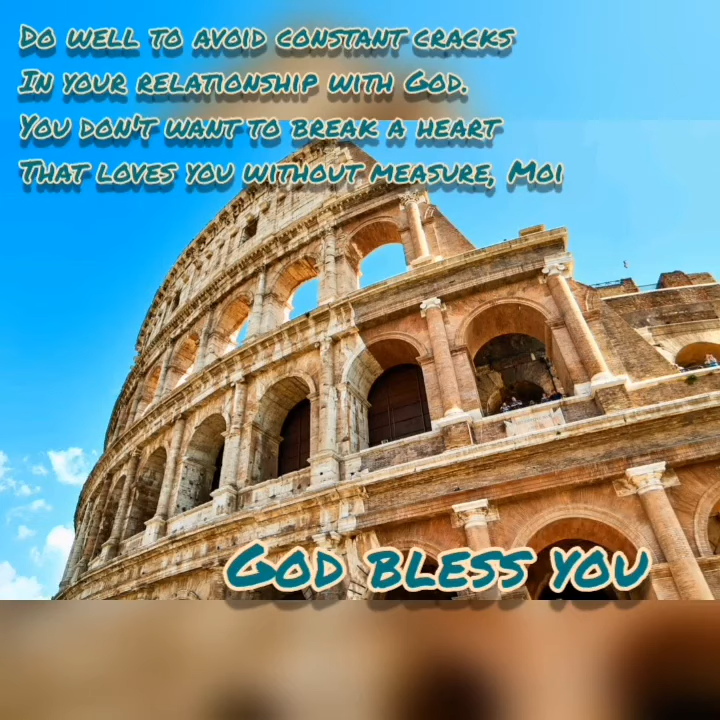 Do well to avoid constant cracks
In your relationship with God.
You don't want to break a heart
That loves you without measure, Moi
God bless you